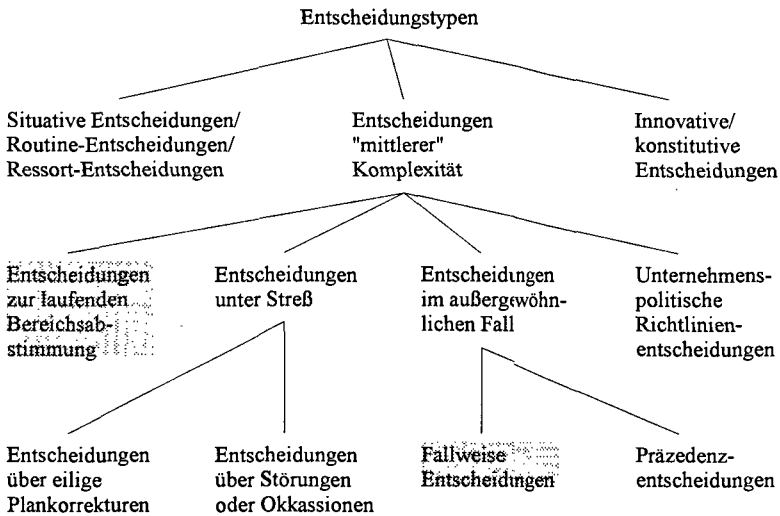 Entscheidungstypen
Situative Entscheidungen/
Routine-Entscheidungen/
Ressort-Entscheidungen
Entscheidungen
"mittlerer"
Komplexität
Innovative/
konstitutive
Entscheidungen
Entscheidungen
zur laufenden
Bereichsab-
stimmung
Entscheidungen
unter Streß
Entscheidungen
im außergewöhn-
lichen Fall
Unternehmens-
politische
Richtlinien-
entscheidungen
Entscheidungen
über eilige
Plankorrekturen
Entscheidungen
über Störungen
oder Okkassionen
Fallweise
Entscheidungen
Präzedenz-
entscheidungen